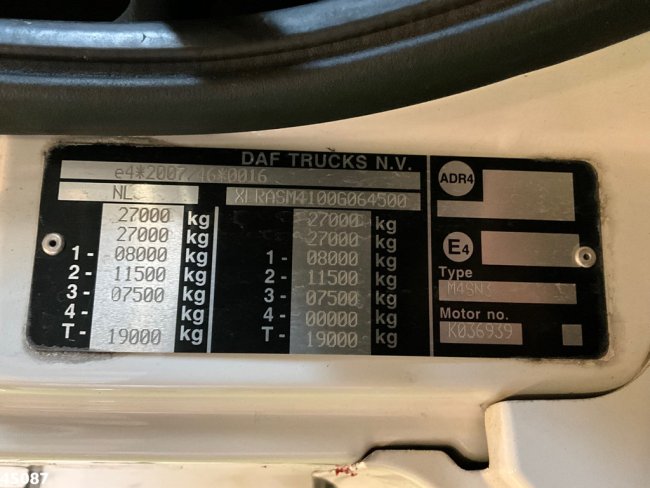 DAF TRUCKS N.V.
e4*2007/46*0016
NL XLRASM4100G064500
27000 kg 27000 kg
27000 kg 27000 kg
1- 08000 kg 1- 08000 kg
2- 11500 kg 2- 11500 kg
3- 07500 kg 3- 07500 kg
4- kg 4- 00000 kg
T- 19000 kg T- 19000 kg
ADR4
E4
Type
M4SN3
Motor no.
K036939